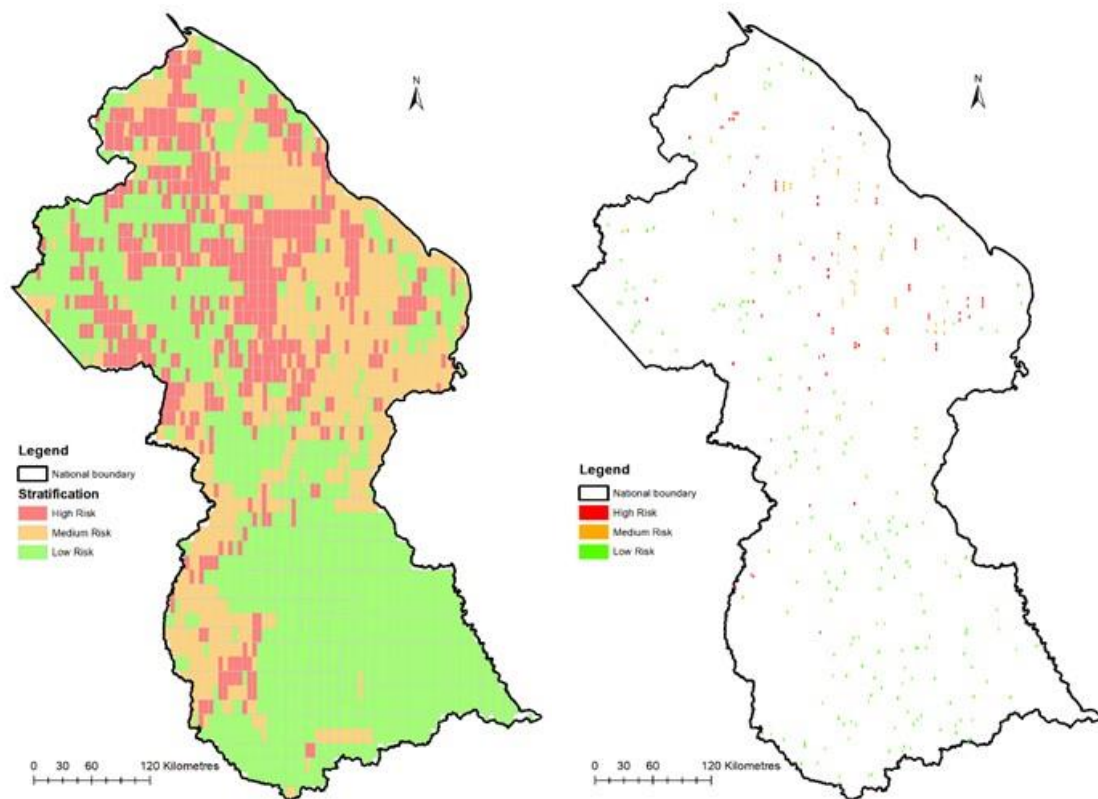 N
Legend
National boundary
Stratification
High Risk
Medium Risk
Low Risk
0 30 60 120 Kilometres
N
Legend
National boundary
High Risk
Medium Risk
Low Risk
0 30 60 120 Kilometres